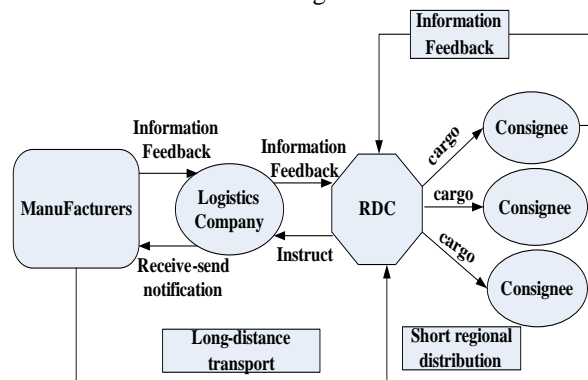 Information
Feedback
Information
Feedback
Information
Feedback
cargo
Consignee
ManuFacturers
Logistics
Company
RDC
cargo
Consignee
Receive-send
notification
Instruct
cargo
Consignee
Long-distance
transport
Short regional
distribution